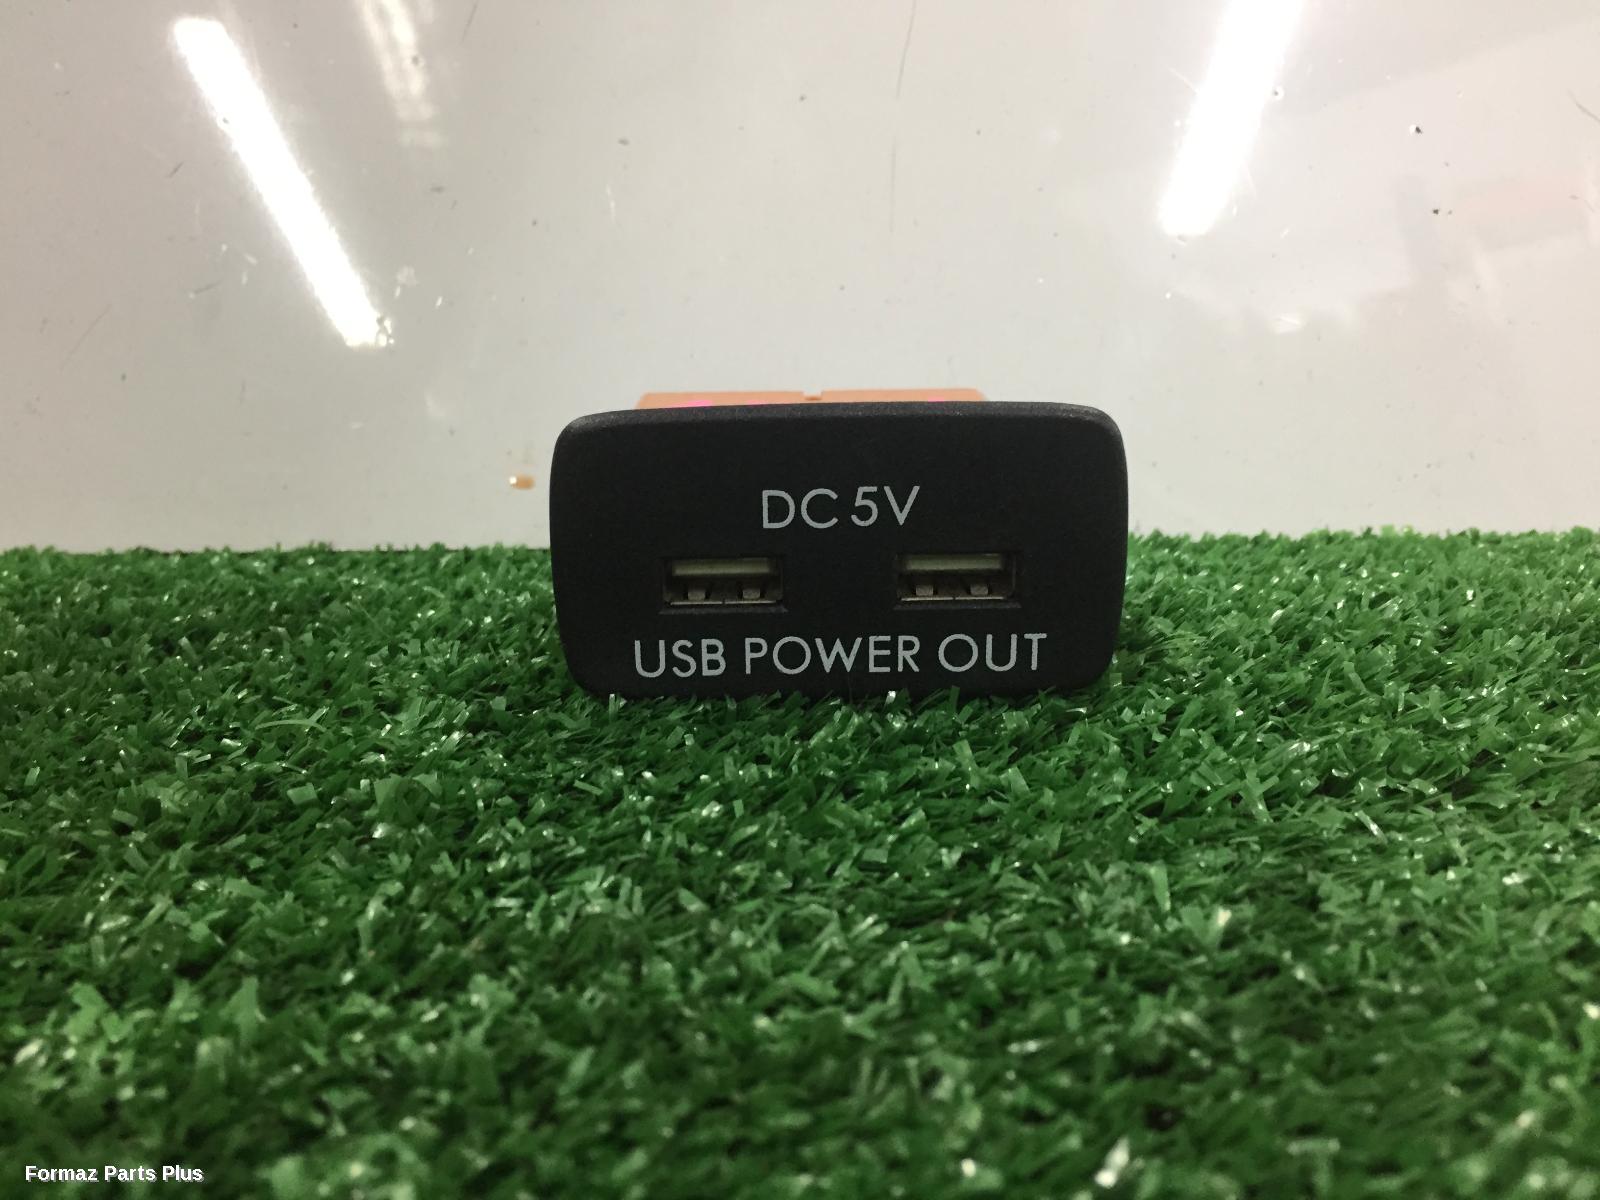 DC 5V
USB POWER OUT
Formaz Parts Plus